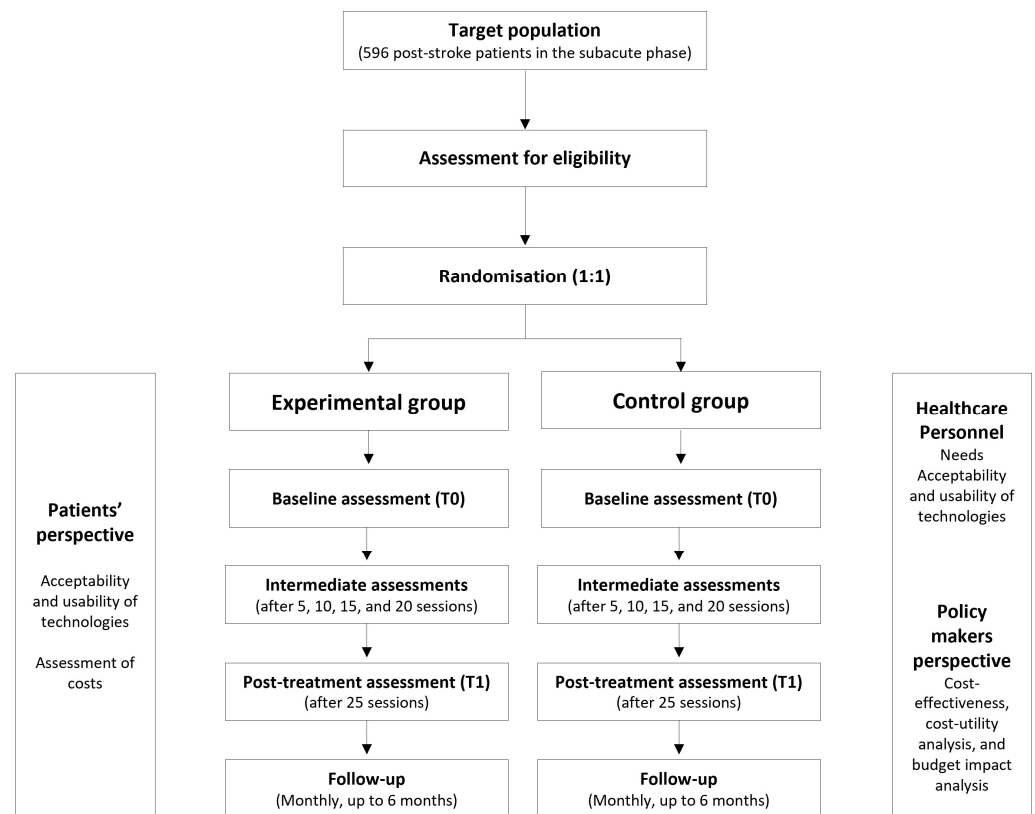 Target population
(596 post-stroke patients in the subacute phase)
Assessment for eligibility
Randomisation (1:1)
Experimental group
Control group
Baseline assessment (T0)
Baseline assessment (T0)
Intermediate assessments
(after 5, 10, 15, and 20 sessions)
Intermediate assessments
(after 5, 10, 15, and 20 sessions)
Post-treatment assessment (T1)
(after 25 sessions)
Post-treatment assessment (T1)
(after 25 sessions)
Follow-up
(Monthly, up to 6 months)
Follow-up
(Monthly, up to 6 months)
Patients’
perspective
Acceptability
and usability of
technologies
Assessment of
costs
Healthcare
Personnel
Needs
Acceptability
and usability of
technologies
Policy
makers
perspective
Cost-
effectiveness,
cost-utility
analysis, and
budget impact
analysis